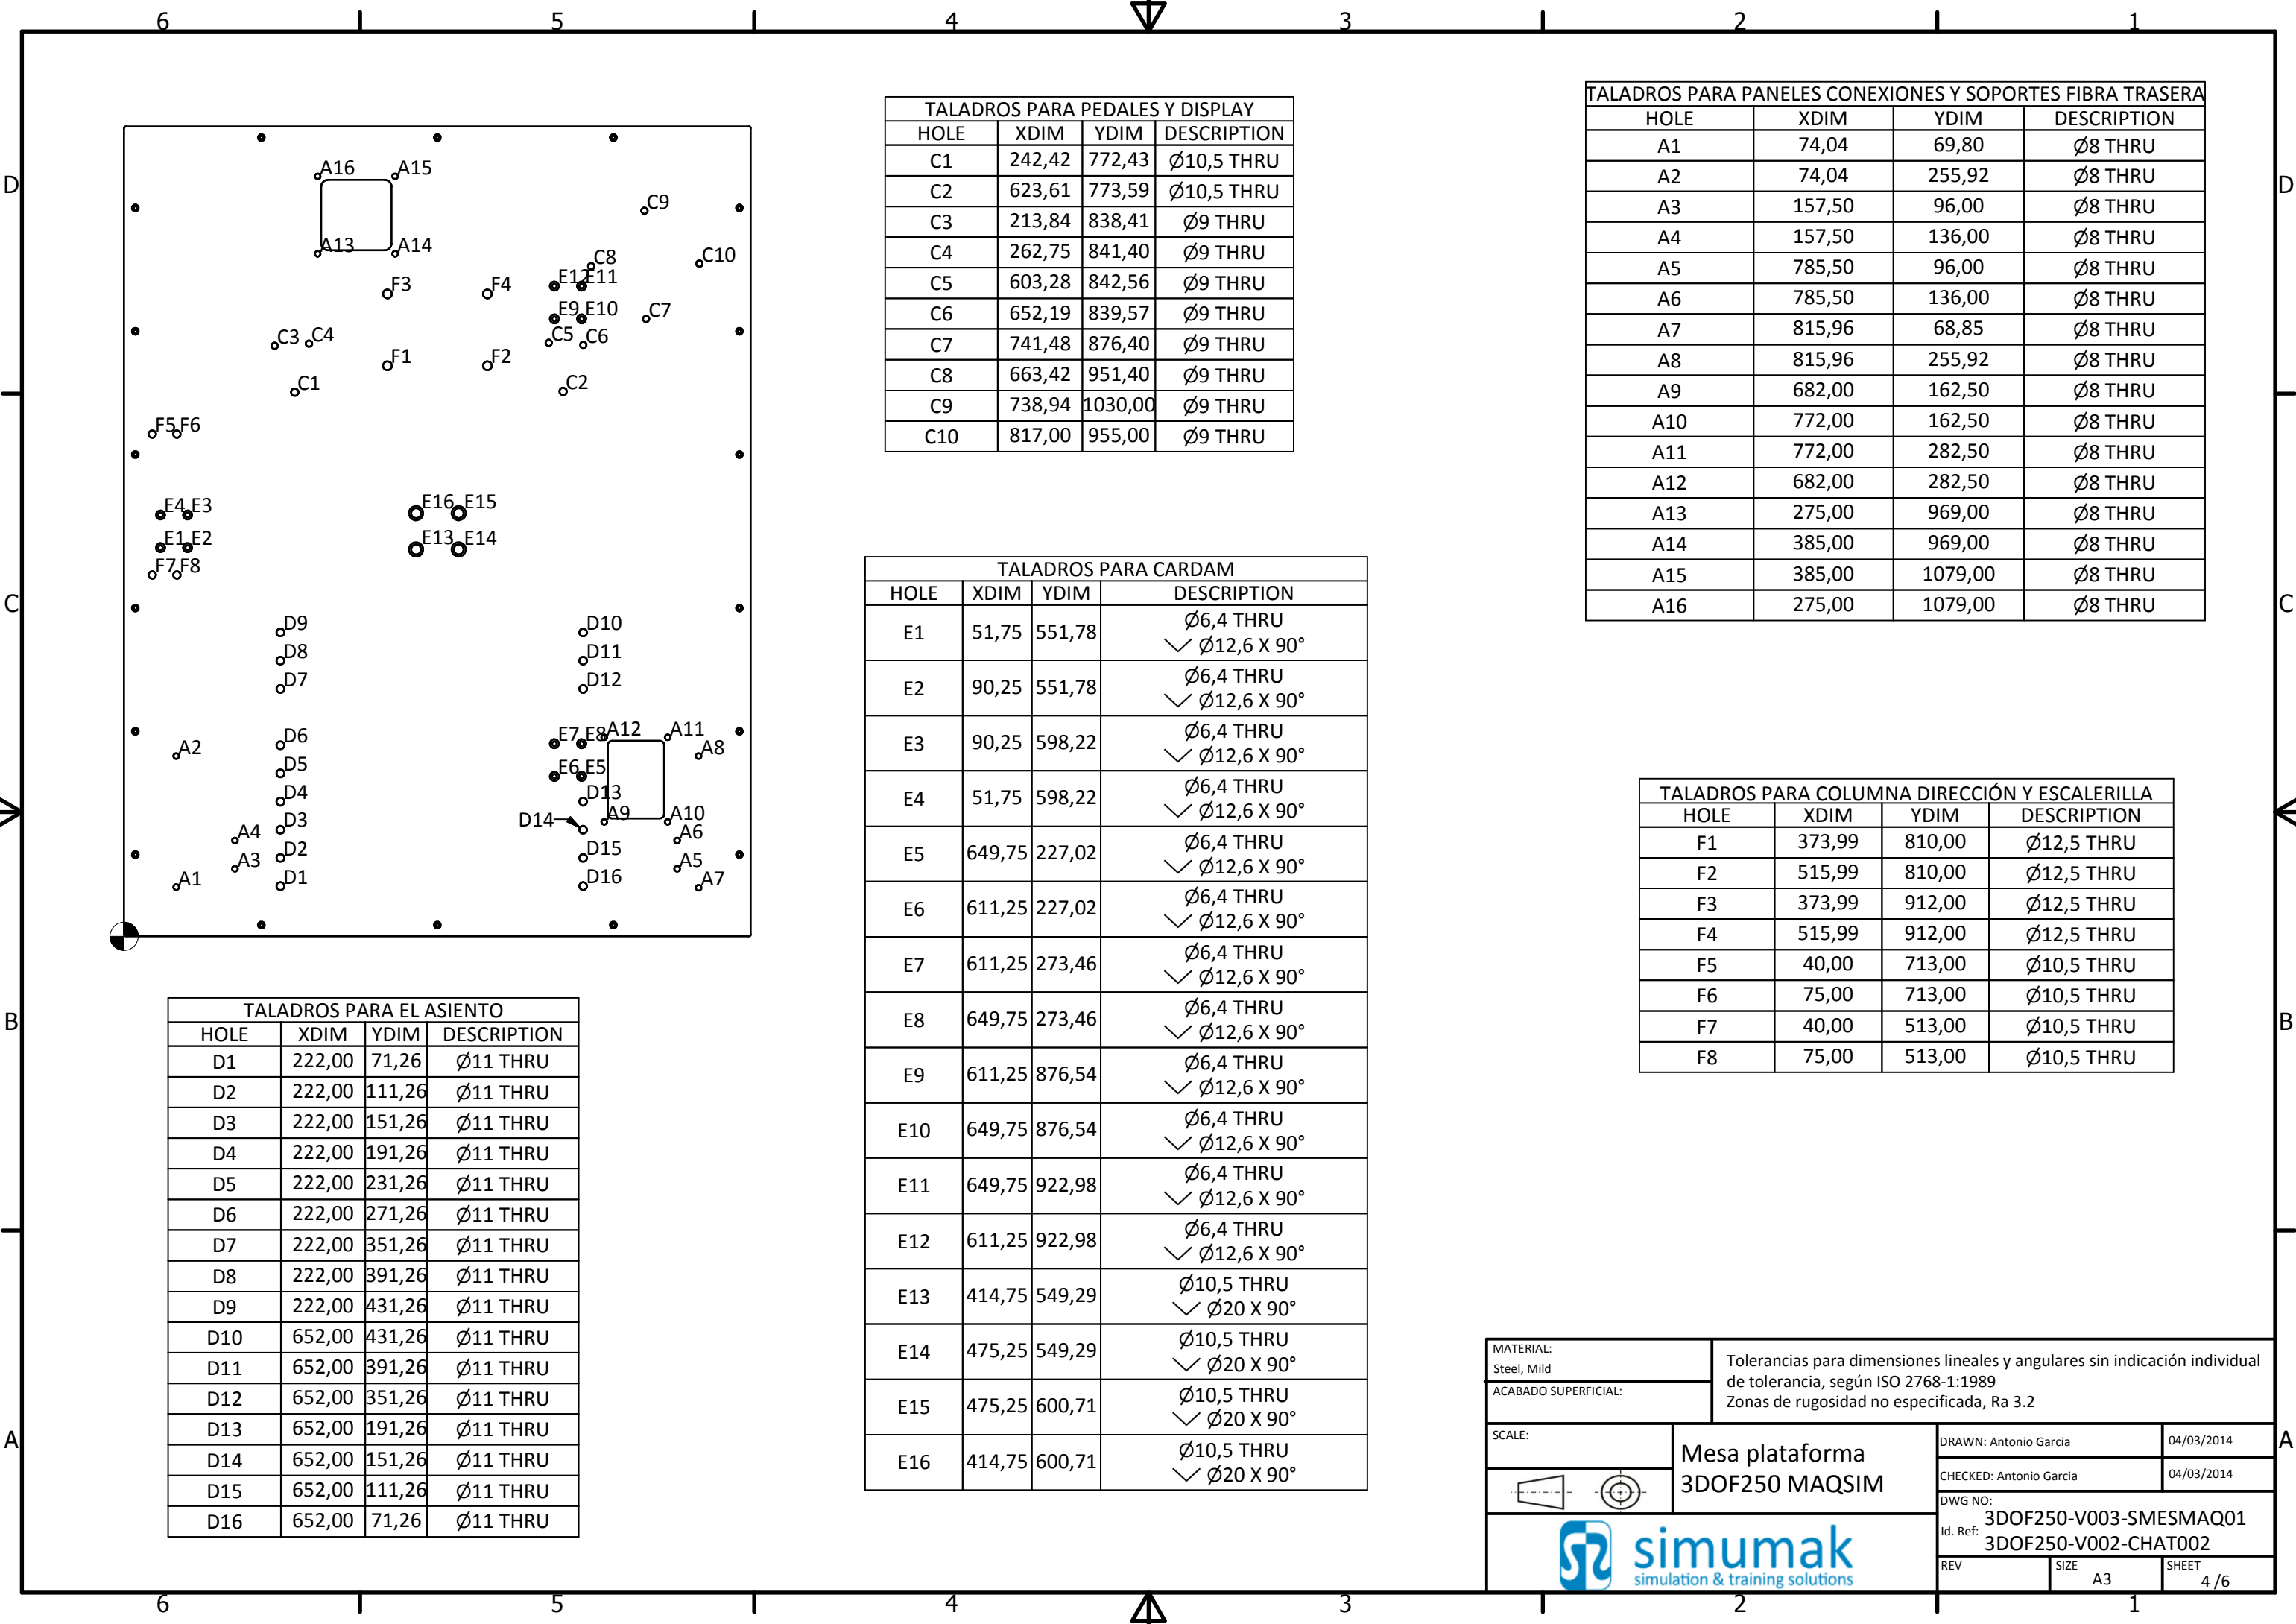 6 5 4 3 2 1
D
D
C
C
B
B
A
A
A16 A15
C9
A13 A14
C8 C10
F3 F4 E12 E11
E9 E10 C7
C3 C4 C5 C6
F1 F2
C1 C2
F5 F6
E4 E3 E16 E15
E1 E2 E13 E14
F7 F8
D9 D10
D8 D11
D7 D12
D6 E7 E8 A12 A11
A2 A8
D5 E6 E5
D4 D13
D3 D14 A9 A10
A4 A6
D2 D15
A3 A5
A1 D1 D16 A7
TALADROS PARA PEDALES Y DISPLAY
HOLE XDIM YDIM DESCRIPTION
C1 242,42 772,43 Ø10,5 THRU
C2 623,61 773,59 Ø10,5 THRU
C3 213,84 838,41 Ø9 THRU
C4 262,75 841,40 Ø9 THRU
C5 603,28 842,56 Ø9 THRU
C6 652,19 839,57 Ø9 THRU
C7 741,48 876,40 Ø9 THRU
C8 663,42 951,40 Ø9 THRU
C9 738,94 1030,00 Ø9 THRU
C10 817,00 955,00 Ø9 THRU
TALADROS PARA PANELES CONEXIONES Y SOPORTES FIBRA TRASERA
HOLE XDIM YDIM DESCRIPTION
A1 74,04 69,80 Ø8 THRU
A2 74,04 255,92 Ø8 THRU
A3 157,50 96,00 Ø8 THRU
A4 157,50 136,00 Ø8 THRU
A5 785,50 96,00 Ø8 THRU
A6 785,50 136,00 Ø8 THRU
A7 815,96 68,85 Ø8 THRU
A8 815,96 255,92 Ø8 THRU
A9 682,00 162,50 Ø8 THRU
A10 772,00 162,50 Ø8 THRU
A11 772,00 282,50 Ø8 THRU
A12 682,00 282,50 Ø8 THRU
A13 275,00 969,00 Ø8 THRU
A14 385,00 969,00 Ø8 THRU
A15 385,00 1079,00 Ø8 THRU
A16 275,00 1079,00 Ø8 THRU
TALADROS PARA CARDAM
HOLE XDIM YDIM DESCRIPTION
E1 51,75 551,78 Ø6,4 THRU
⌵ Ø12,6 X 90°
E2 90,25 551,78 Ø6,4 THRU
⌵ Ø12,6 X 90°
E3 90,25 598,22 Ø6,4 THRU
⌵ Ø12,6 X 90°
E4 51,75 598,22 Ø6,4 THRU
⌵ Ø12,6 X 90°
E5 649,75 227,02 Ø6,4 THRU
⌵ Ø12,6 X 90°
E6 611,25 227,02 Ø6,4 THRU
⌵ Ø12,6 X 90°
E7 611,25 273,46 Ø6,4 THRU
⌵ Ø12,6 X 90°
E8 649,75 273,46 Ø6,4 THRU
⌵ Ø12,6 X 90°
E9 611,25 876,54 Ø6,4 THRU
⌵ Ø12,6 X 90°
E10 649,75 876,54 Ø6,4 THRU
⌵ Ø12,6 X 90°
E11 649,75 922,98 Ø6,4 THRU
⌵ Ø12,6 X 90°
E12 611,25 922,98 Ø6,4 THRU
⌵ Ø12,6 X 90°
E13 414,75 549,29 Ø10,5 THRU
⌵ Ø20 X 90°
E14 475,25 549,29 Ø10,5 THRU
⌵ Ø20 X 90°
E15 475,25 600,71 Ø10,5 THRU
⌵ Ø20 X 90°
E16 414,75 600,71 Ø10,5 THRU
⌵ Ø20 X 90°
TALADROS PARA COLUMNA DIRECCIÓN Y ESCALERILLA
HOLE XDIM YDIM DESCRIPTION
F1 373,99 810,00 Ø12,5 THRU
F2 515,99 810,00 Ø12,5 THRU
F3 373,99 912,00 Ø12,5 THRU
F4 515,99 912,00 Ø12,5 THRU
F5 40,00 713,00 Ø10,5 THRU
F6 75,00 713,00 Ø10,5 THRU
F7 40,00 513,00 Ø10,5 THRU
F8 75,00 513,00 Ø10,5 THRU
TALADROS PARA EL ASIENTO
HOLE XDIM YDIM DESCRIPTION
D1 222,00 71,26 Ø11 THRU
D2 222,00 111,26 Ø11 THRU
D3 222,00 151,26 Ø11 THRU
D4 222,00 191,26 Ø11 THRU
D5 222,00 231,26 Ø11 THRU
D6 222,00 271,26 Ø11 THRU
D7 222,00 351,26 Ø11 THRU
D8 222,00 391,26 Ø11 THRU
D9 222,00 431,26 Ø11 THRU
D10 652,00 431,26 Ø11 THRU
D11 652,00 391,26 Ø11 THRU
D12 652,00 351,26 Ø11 THRU
D13 652,00 191,26 Ø11 THRU
D14 652,00 151,26 Ø11 THRU
D15 652,00 111,26 Ø11 THRU
D16 652,00 71,26 Ø11 THRU
MATERIAL:
Steel, Mild
ACABADO SUPERFICIAL:
Tolerancias para dimensiones lineales y angulares sin indicación individual
de tolerancia, según ISO 2768-1:1989
Zonas de rugosidad no especificada, Ra 3.2
SCALE:
Mesa plataforma
3DOF250 MAQSIM
DRAWN: Antonio Garcia 04/03/2014
CHECKED: Antonio Garcia 04/03/2014
DWG NO:
Id. Ref: 3DOF250-V003-SMESMAQ01
3DOF250-V002-CHAT002
REV SIZE SHEET
A3 4 /6
simumak
simulation & training solutions
6 5 4 3 2 1